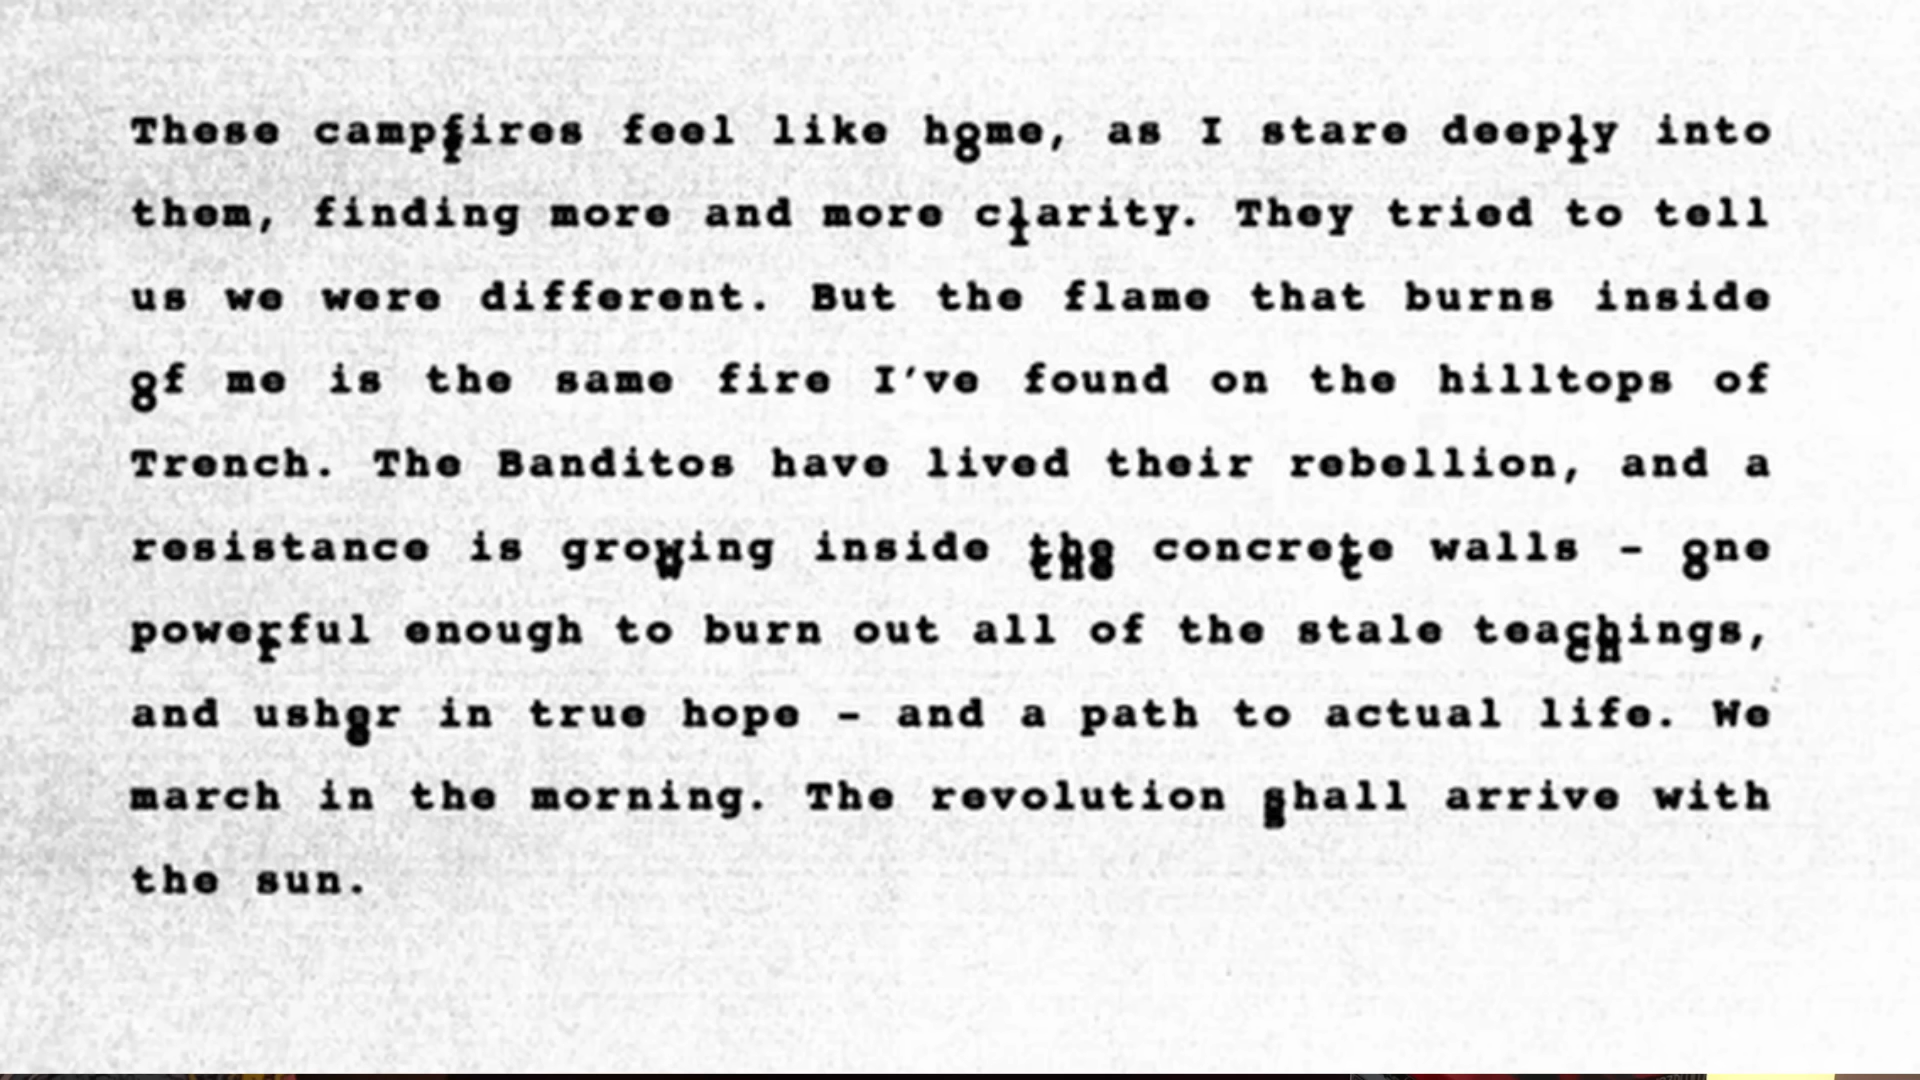 These campfires feel like home, as I stare deeply into
them, finding more and more clarity. They tried to tell
us we were different. But the flame that burns inside
of me is the same fire I've found on the hilltops of
Trench. The Banditos have lived their rebellion, and a
resistance is growing inside the concrete walls - one
powerful enough to burn out all of the stale teachings,
and usher in true hope - and a path to actual life. We
march in the morning. The revolution shall arrive with
the sun.